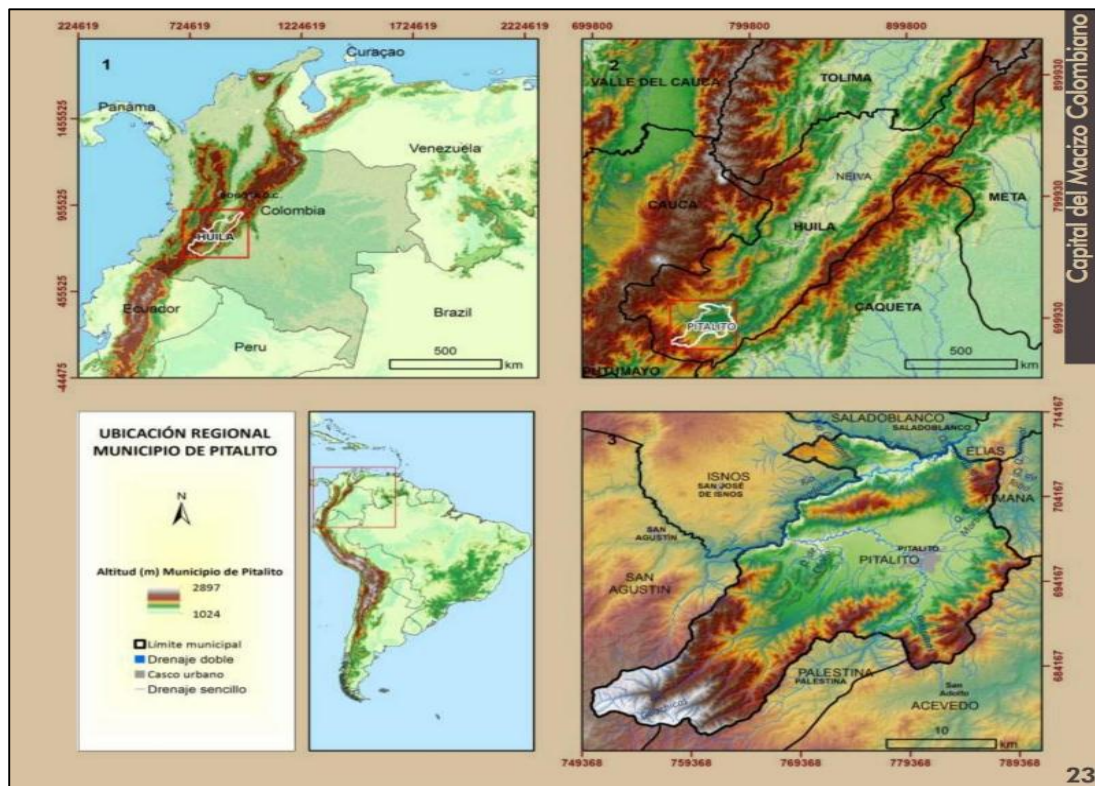 224619 724619 1224619 1724619 2224619
699800 799800 899800
Capital del Macizo Colombiano
1
Curaçao
Panáma
Venezuela
BOGOTA D.C.
Colombia
HUILA
Ecuador
Brazil
Peru
500
km
1455525
955525
455525
-44475
2
VALLE DEL CAUCA
TOLIMA
NEIVA
META
CAUCA
HUILA
CAQUETA
PITALITO
PUTUMAYO
500
km
899930
799930
699930
UBICACIÓN REGIONAL
MUNICIPIO DE PITALITO
N
Altitud (m) Municipio de Pitalito
2897
1024
Límite municipal
Drenaje doble
Casco urbano
Drenaje sencillo
3
SALADOBLANCO
SALADOBLANCO
ELIAS
ISNOS
SAN JOSÉ
DE ISNOS
TIMANA
SAN
AGUSTÍN
PITALITO
PITALITO
SAN
AGUSTIN
PALESTINA
PALESTINA
San
Adolfo
ACEVEDO
10
km
714167
704167
694167
684167
749368 759368 769368 779368 789368
23